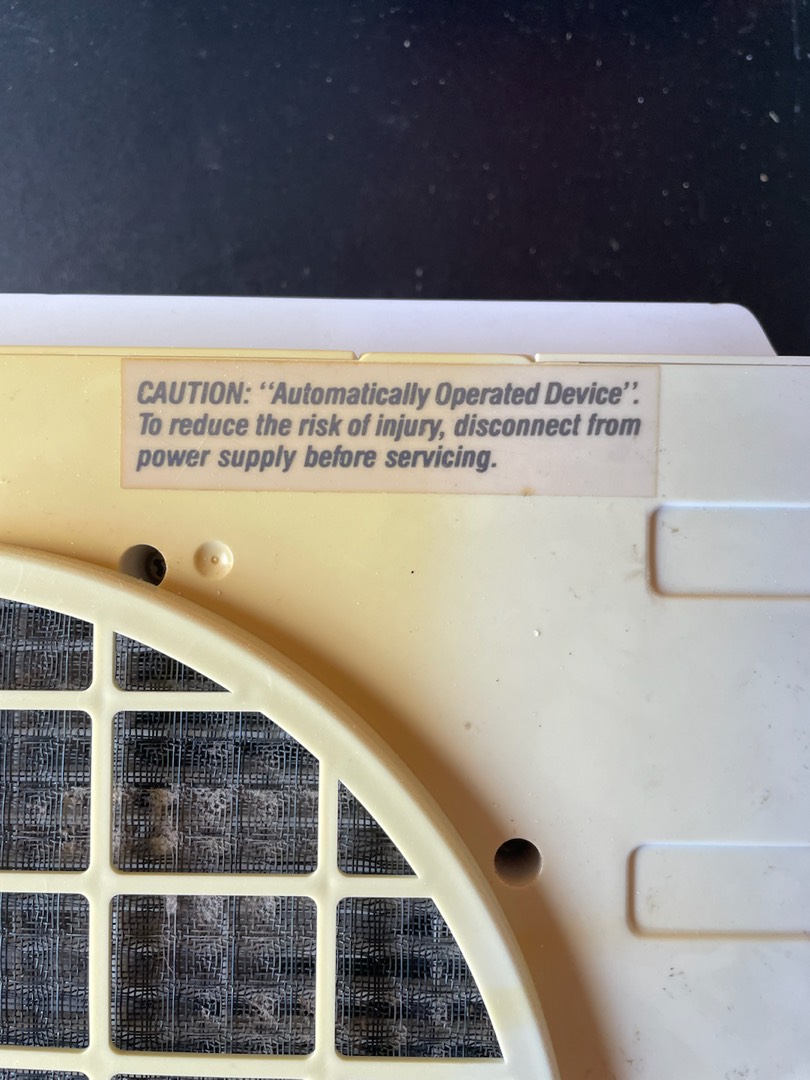 CAUTION: ‘‘Automatically Operated Device’’.
To reduce the risk of injury, disconnect from
power supply before servicing.